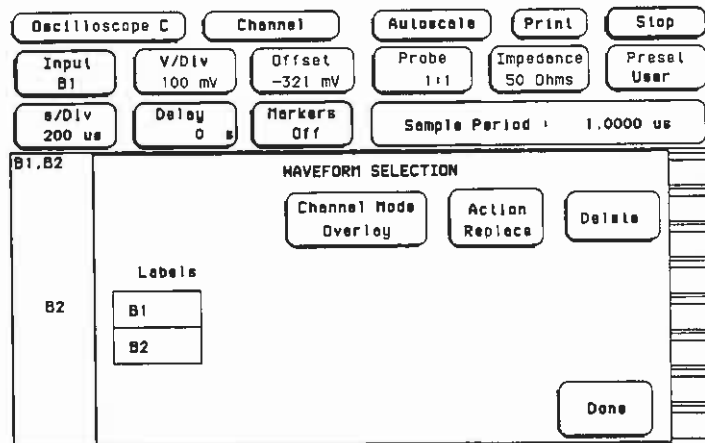 Oscilloscope C Channel Autoscale Print Stop
Input V/Div Offset Probe Impedance Preset
B1 100 mV -321 mV 1:1 50 Ohms User
s/Div Delay Markers Sample Period : 1.0000 us
200 us 0 s Off
B1,B2 WAVEFORM SELECTION
Channel Mode Action Delete
Overlay Replace
Labels
B2 B1
B2
Done